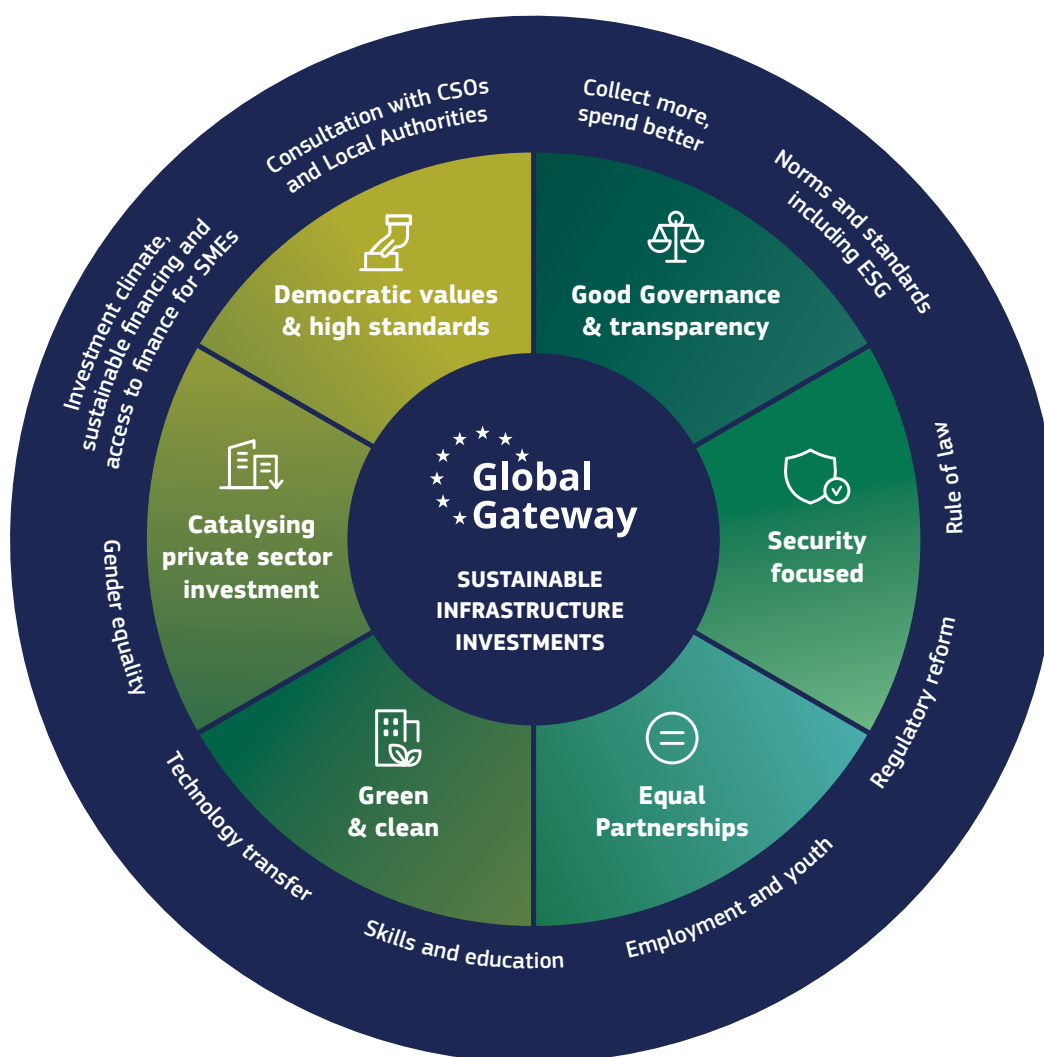 Consultation with CSOs
and Local Authorities
Collect more,
spend better
Norms and standards
including ESG
Rule of law
Regulatory reform
Employment and youth
Skills and education
Technology transfer
Gender equality
Investment climate,
sustainable financing and
access to finance for SMEs
Democratic values
& high standards
Good Governance
& transparency
Security
focused
Equal
Partnerships
Green
& clean
Catalysing
private sector
investment
Global
Gateway
SUSTAINABLE
INFRASTRUCTURE
INVESTMENTS